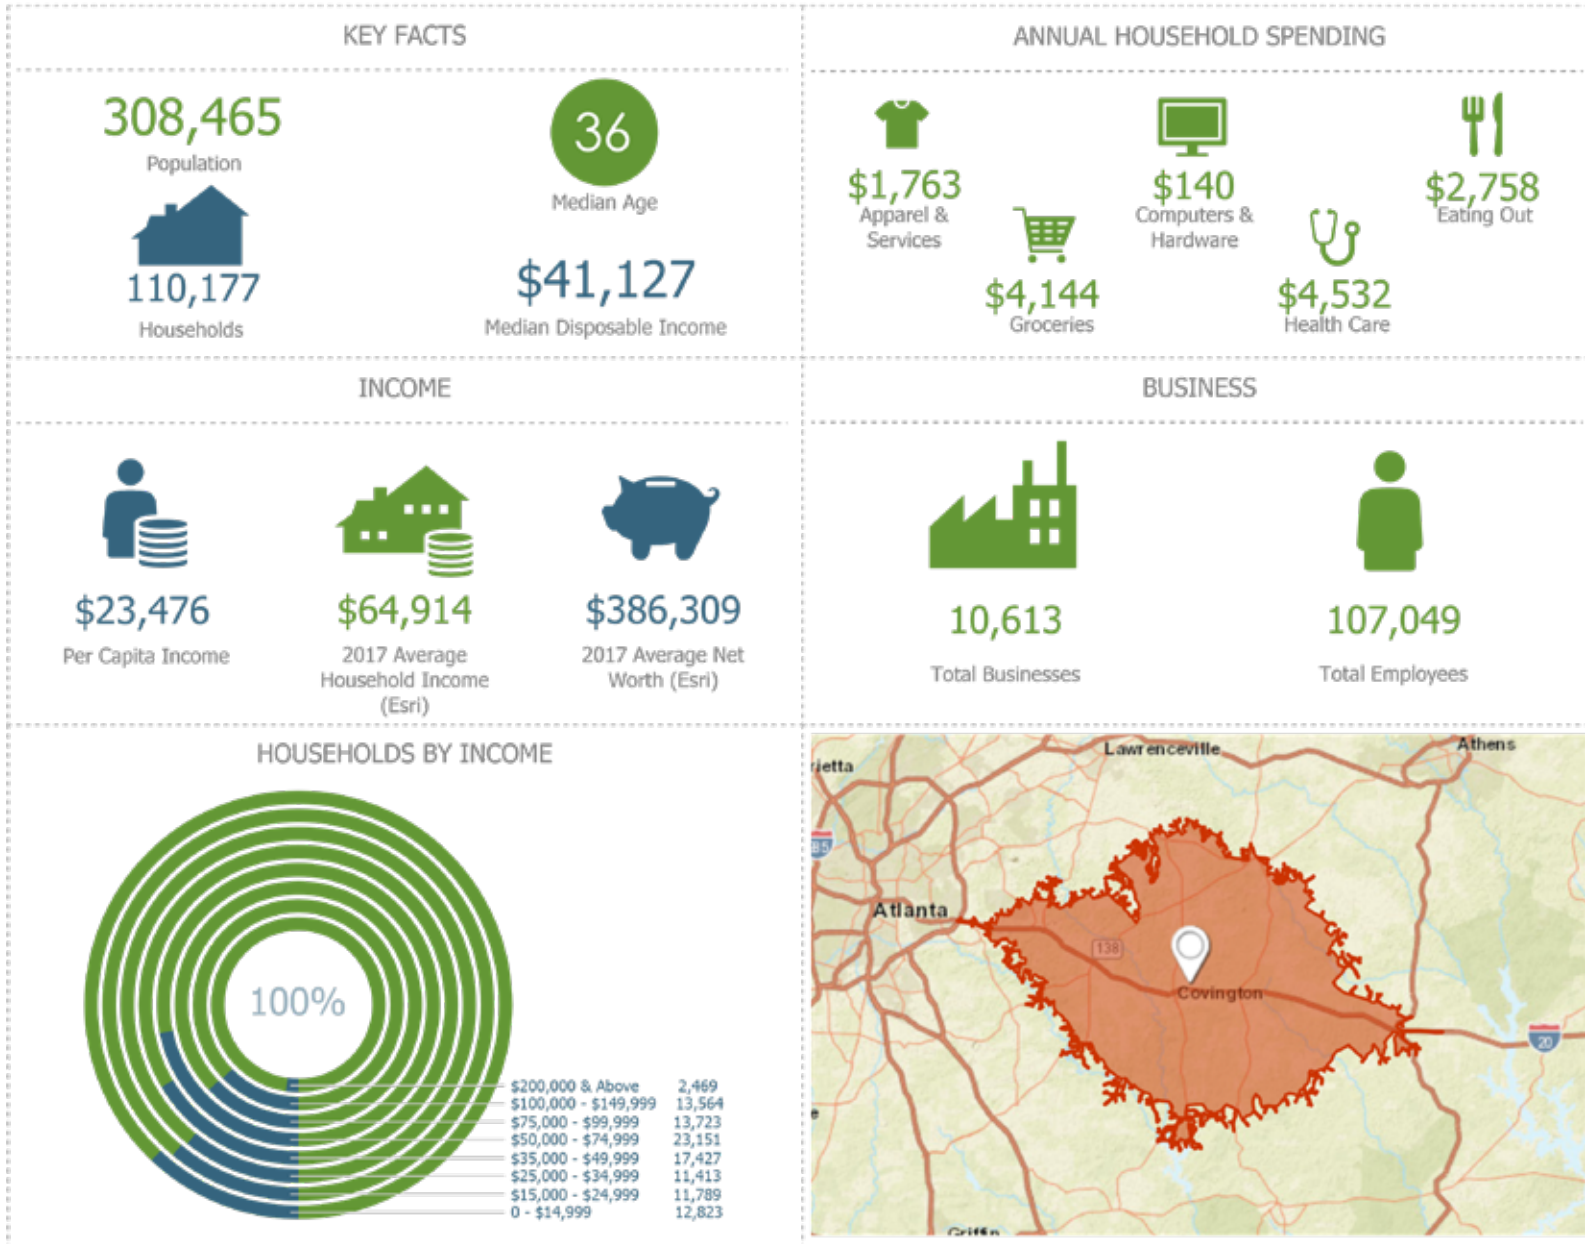 KEY FACTS
308,465
Population
36
Median Age
110,177
Households
$41,127
Median Disposable Income
ANNUAL HOUSEHOLD SPENDING
$1,763
Apparel &
Services
$140
Computers &
Hardware
$2,758
Eating Out
$4,144
Groceries
$4,532
Health Care
INCOME
$23,476
Per Capita Income
$64,914
2017 Average
Household Income
(Esri)
$386,309
2017 Average Net
Worth (Esri)
BUSINESS
10,613
Total Businesses
107,049
Total Employees
HOUSEHOLDS BY INCOME
100%
$200,000 & Above 2,469
$100,000 - $149,999 13,564
$75,000 - $99,999 13,723
$50,000 - $74,999 23,151
$35,000 - $49,999 17,427
$25,000 - $34,999 11,413
$15,000 - $24,999 11,789
0 - $14,999 12,823
rietta
Lawrenceville
Athens
85
Atlanta
138
Covington
20
e
Griffin